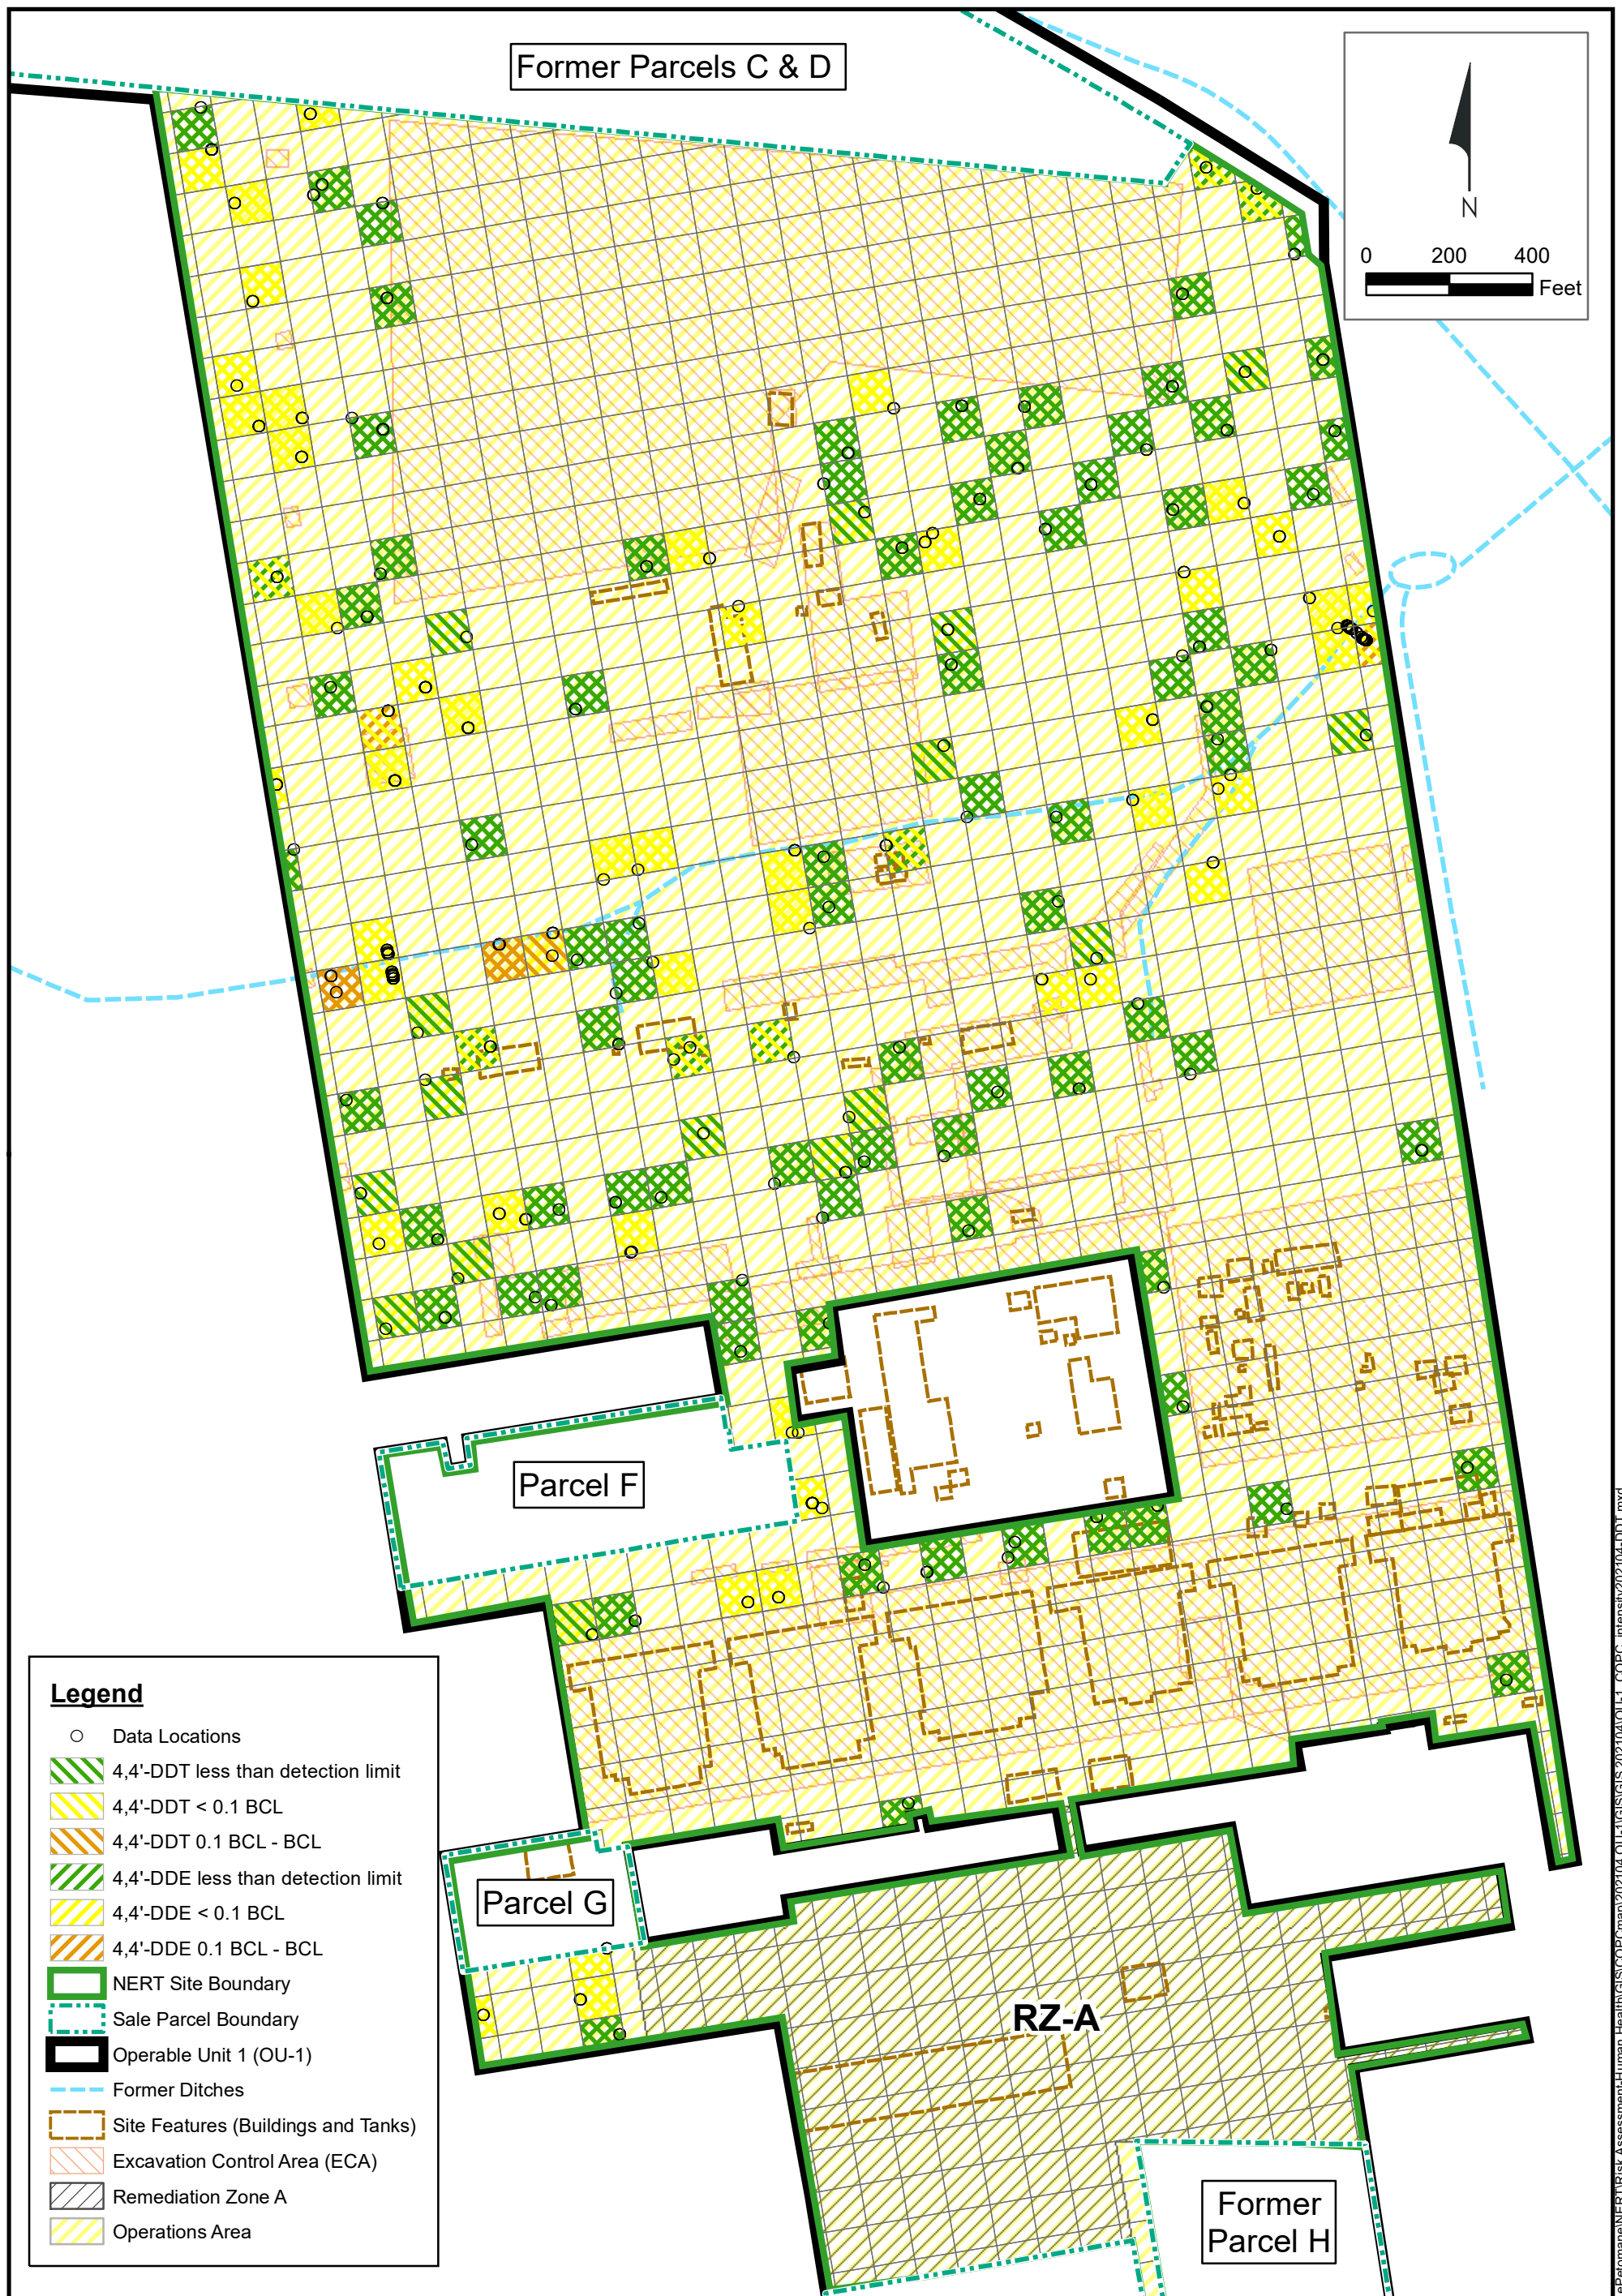 Former Parcels C & D
N
0 200 400
Feet
Parcel F
Parcel G
RZ-A
Former
Parcel H
Legend
Data Locations
4,4'-DDT less than detection limit
4,4'-DDT < 0.1 BCL
4,4'-DDT 0.1 BCL - BCL
4,4'-DDE less than detection limit
4,4'-DDE < 0.1 BCL
4,4'-DDE 0.1 BCL - BCL
NERT Site Boundary
Sale Parcel Boundary
Operable Unit 1 (OU-1)
Former Ditches
Site Features (Buildings and Tanks)
Excavation Control Area (ECA)
Remediation Zone A
Operations Area